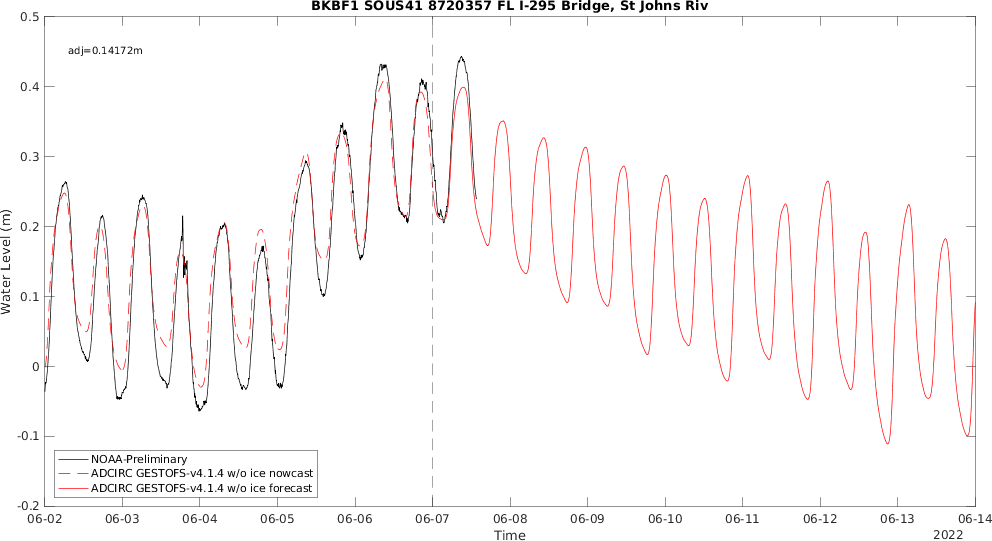 BKBF1 SOUS41 8720357 FL I-295 Bridge, St Johns Riv
adj=0.14172m
Water Level (m)
0.5
0.4
0.3
0.2
0.1
0
-0.1
-0.2
NOAA-Preliminary
ADCIRC GESTOFS-v4.1.4 w/o ice nowcast
ADCIRC GESTOFS-v4.1.4 w/o ice forecast
06-02 06-03 06-04 06-05 06-06 06-07 06-08 06-09 06-10 06-11 06-12 06-13 06-14
Time
2022